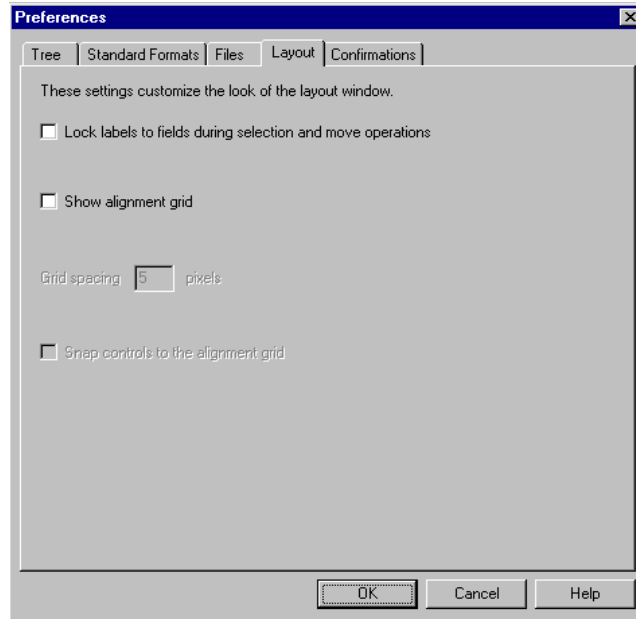 Preferences
Tree Standard Formats Files Layout Confirmations
These settings customize the look of the layout window.
Lock labels to fields during selection and move operations
Show alignment grid
Grid spacing 5 pixels
Snap controls to the alignment grid
OK Cancel Help